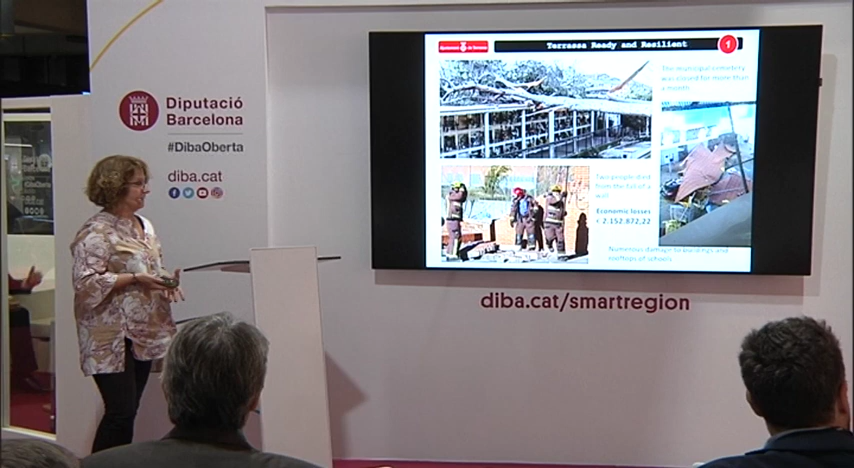 Diputació
Barcelona
#DibaOberta
diba.cat
Terrassa Ready and Resilient
1
The municipal cemetery
was closed for more than
a month
Two people died
from the fall of a
wall
Economic losses
2.152.872,22
Numerous damage to buildings and
rooftops of schools
diba.cat/smartregion